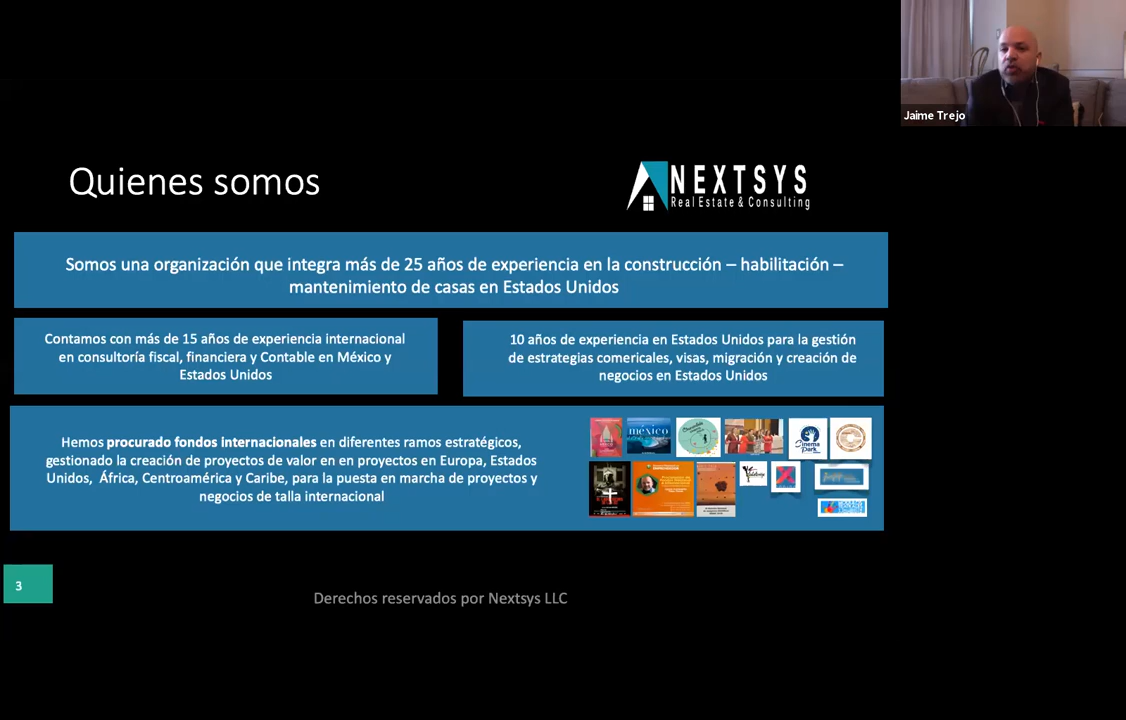 Jaime Trejo
Quienes somos
NEXTSYS
Real Estate & Consulting
Somos una organización que integra más de 25 años de experiencia en la construcción – habilitación –
mantenimiento de casas en Estados Unidos
Contamos con más de 15 años de experiencia internacional
en consultoría fiscal, financiera y Contable en México y
Estados Unidos
10 años de experiencia en Estados Unidos para la gestión
de estrategias comericales, visas, migración y creación de
negocios en Estados Unidos
Hemos procurado fondos internacionales en diferentes ramos estratégicos,
gestionado la creación de proyectos de valor en en proyectos en Europa, Estados
Unidos, África, Centroamérica y Caribe, para la puesta en marcha de proyectos y
negocios de talla internacional
méxico
Cinema
Park
3
Derechos reservados por Nextsys LLC